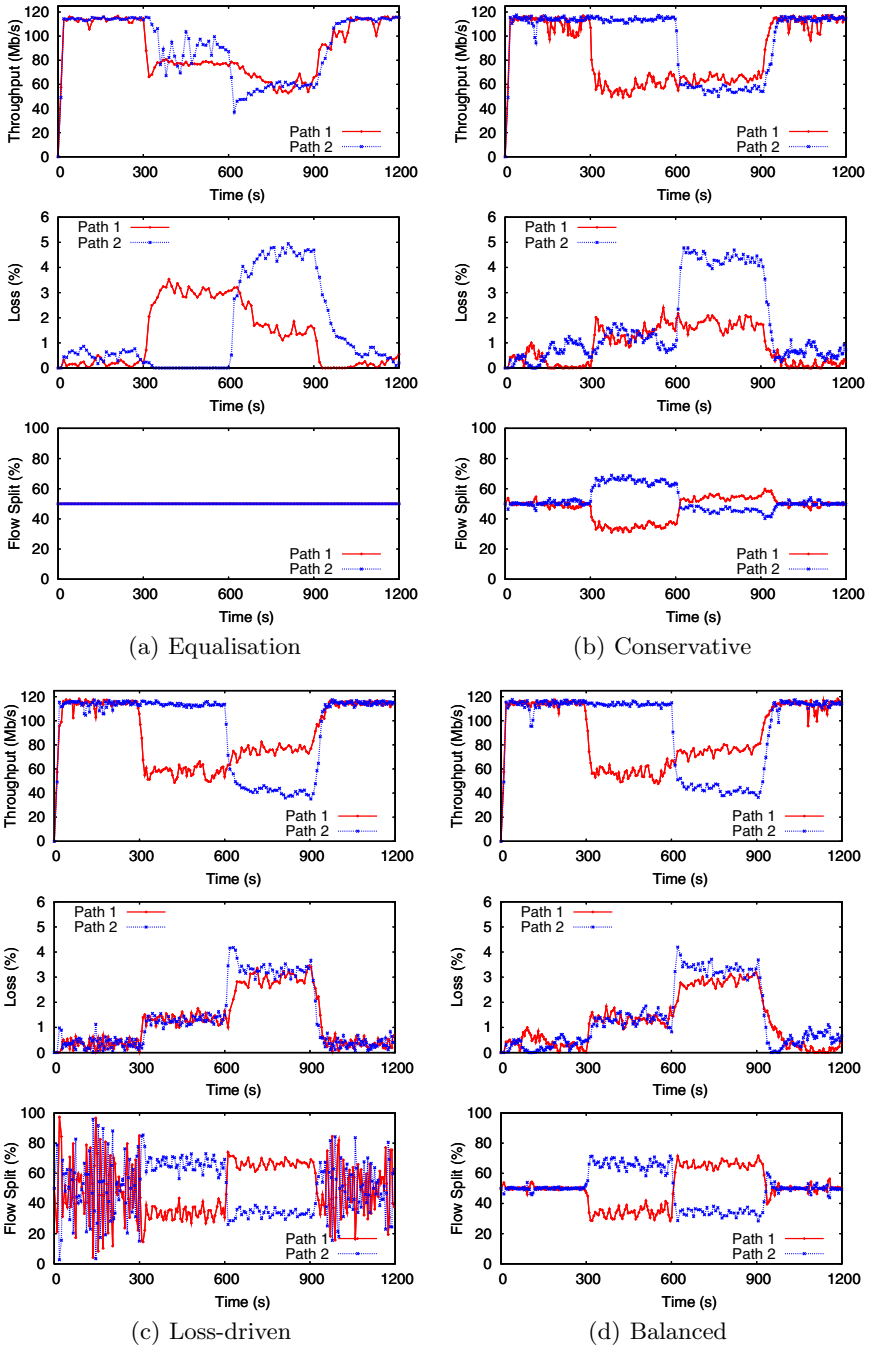 Throughput (Mb/s)
120
100
80
60
40
20
0
Path 1
Path 2
0 300 600 900 1200
Time (s)
Loss (%)
6
5
4
3
2
1
0
Path 1
Path 2
0 300 600 900 1200
Time (s)
Flow Split (%)
100
80
60
40
20
0
Path 1
Path 2
0 300 600 900 1200
Time (s)
(a) Equalisation
Throughput (Mb/s)
120
100
80
60
40
20
0
Path 1
Path 2
0 300 600 900 1200
Time (s)
Loss (%)
6
5
4
3
2
1
0
Path 1
Path 2
0 300 600 900 1200
Time (s)
Flow Split (%)
100
80
60
40
20
0
Path 1
Path 2
0 300 600 900 1200
Time (s)
(b) Conservative
Throughput (Mb/s)
120
100
80
60
40
20
0
Path 1
Path 2
0 300 600 900 1200
Time (s)
Loss (%)
6
5
4
3
2
1
0
Path 1
Path 2
0 300 600 900 1200
Time (s)
Flow Split (%)
100
80
60
40
20
0
Path 1
Path 2
0 300 600 900 1200
Time (s)
(c) Loss-driven
Throughput (Mb/s)
120
100
80
60
40
20
0
Path 1
Path 2
0 300 600 900 1200
Time (s)
Loss (%)
6
5
4
3
2
1
0
Path 1
Path 2
0 300 600 900 1200
Time (s)
Flow Split (%)
100
80
60
40
20
0
Path 1
Path 2
0 300 600 900 1200
Time (s)
(d) Balanced